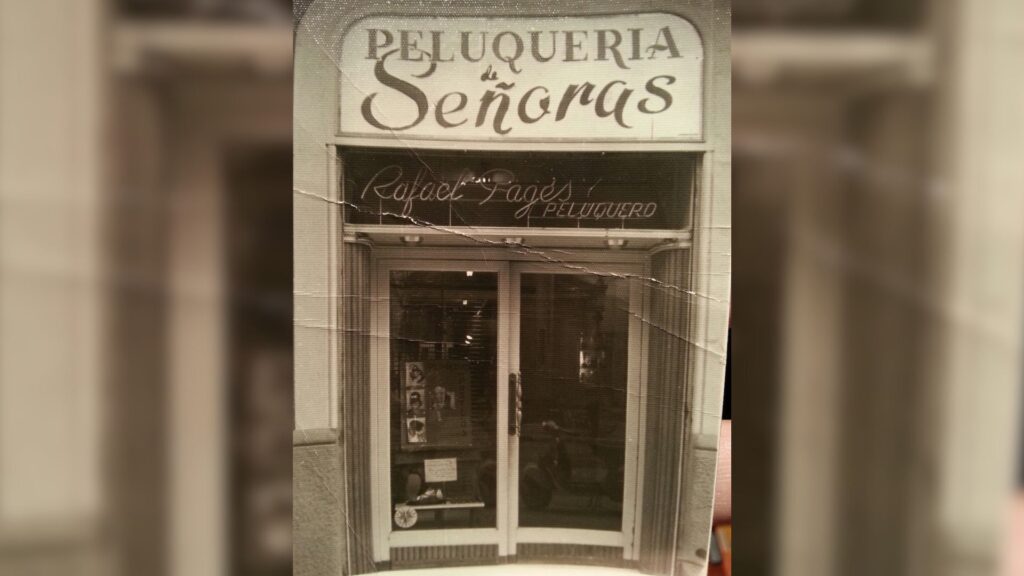 PELUQUERIA
de
Señoras
Rafael Pagés
PELUQUERO